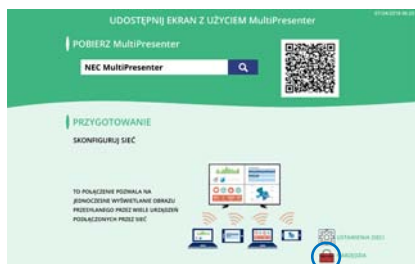 UDOSTĘPNIJ EKRAN Z UŻYCIEM MultiPresenter
POBIERZ MultiPresenter
NEC MultiPresenter
PRZYGOTOWANIE
SKONFIGURUJ SIEĆ
TO POŁĄCZENIE POZWALA NA
JEDNOCZESNE WYŚWIETLANIE OBRAZU
PRZESYŁANEGO PRZEZ WIELE URZĄDZEŃ
PODŁĄCZONYCH PRZEZ SIEĆ
USTAWIENIA SIECI